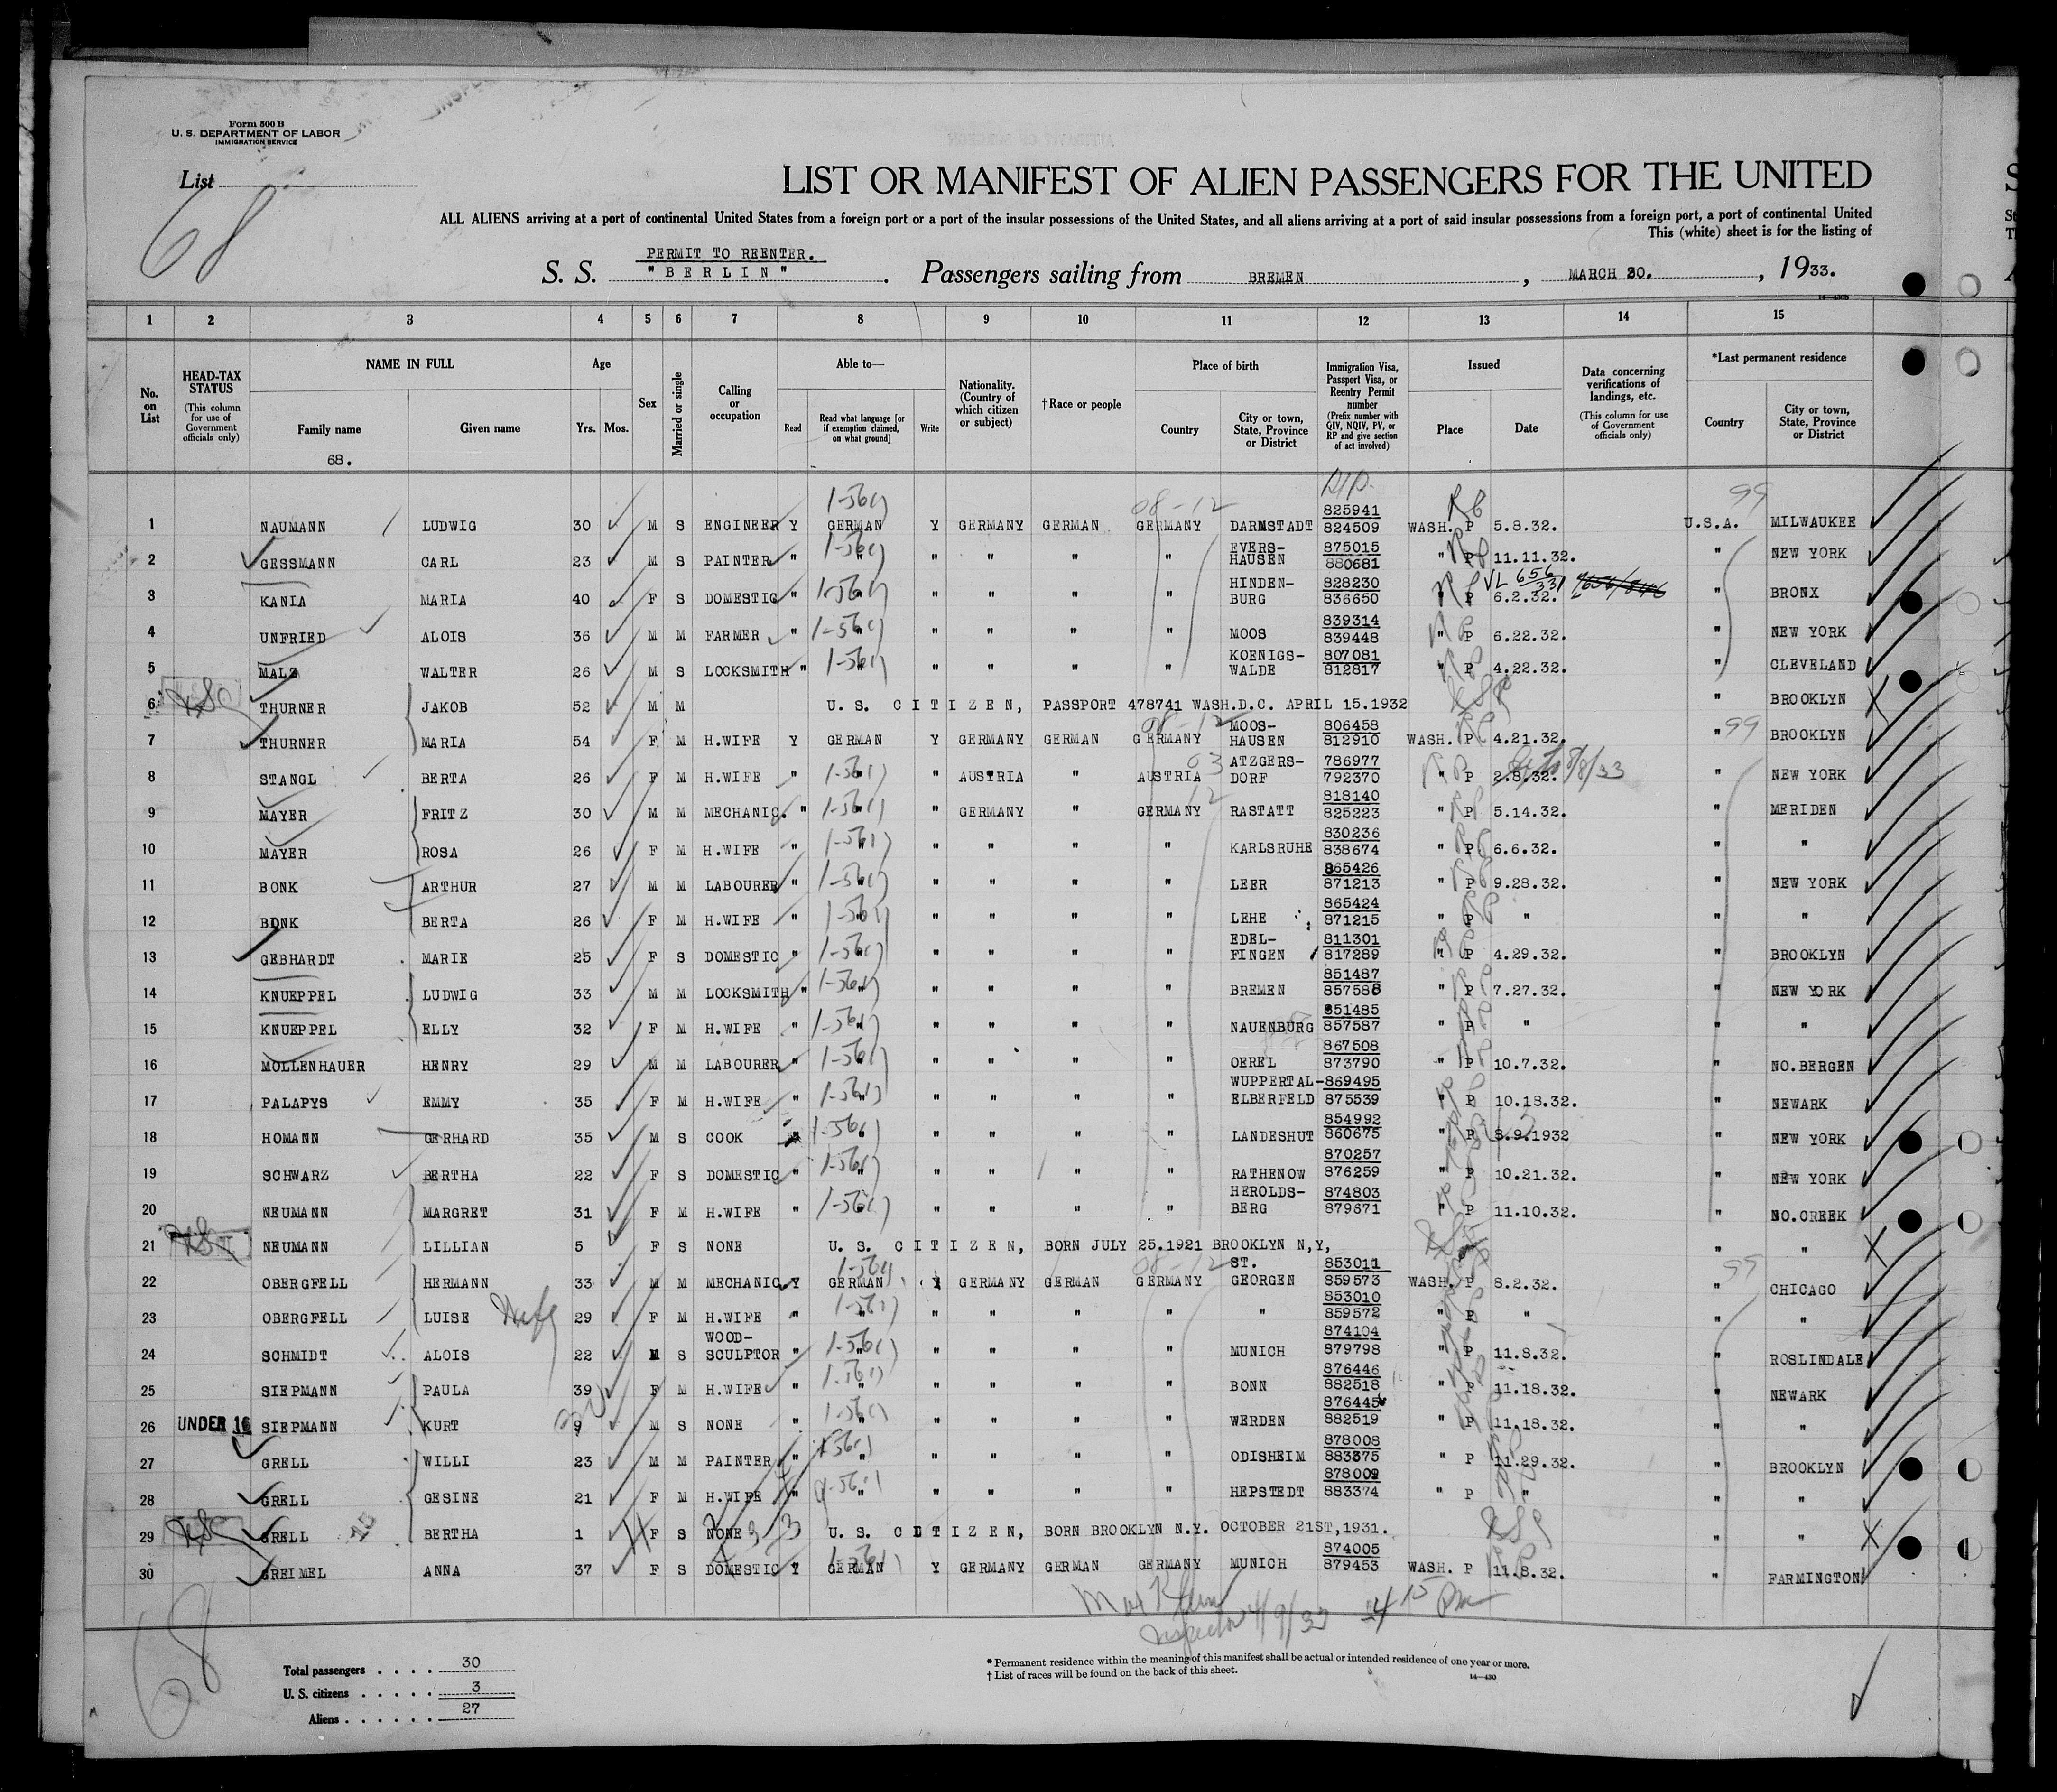 Form 500 B
U. S. DEPARTMENT OF LABOR
IMMIGRATION SERVICE
List
68
LIST OR MANIFEST OF ALIEN PASSENGERS FOR THE UNITED
ALL ALIENS arriving at a port of continental United States from a foreign port or a port of the insular possessions of the United States, and all aliens arriving at a port of said insular possessions from a foreign port, a port of continental United
This (white) sheet is for the listing of
PERMIT TO REENTER.
S. S. "BERLIN". Passengers sailing from BREMEN, MARCH 30., 1933.
1 2 3 4 5 6 7 8 9 10 11 12 13 14 15
No. on List
HEAD-TAX STATUS (This column for use of Government officials only)
NAME IN FULL
Family name
Given name
68.
Age
Yrs. Mos.
Sex
Married or single
Calling or occupation
Able to—
Read
Read what language [or if exemption claimed, on what ground]
Write
Nationality. (Country of which citizen or subject)
†Race or people
Place of birth
Country
City or town, State, Province or District
Immigration Visa, Passport Visa, or Reentry Permit number (Prefix number with QIV, NQIV, PV, or RP and give section of act involved)
Issued
Place
Date
Data concerning verifications of landings, etc. (This column for use of Government officials only)
*Last permanent residence
Country
City or town, State, Province or District
1 NAUMANN LUDWIG 30 M S ENGINEER Y GERMAN Y GERMANY GERMAN GERMANY DARMSTADT 825941 824509 WASH. P 5.8.32. U.S.A. MILWAUKEE
2 GESSMANN CARL 23 M S PAINTER " " " " " " EVERS-HAUSEN 875015 880681 " P 11.11.32. " NEW YORK
3 KANIA MARIA 40 F S DOMESTIC " " " " " " HINDEN-BURG 828230 836650 " P 6.2.32. VL 656/331 " BRONX
4 UNFRIED ALOIS 36 M M FARMER " " " " " " MOOS 839314 839448 " P 6.22.32. " NEW YORK
5 MALZ WALTER 26 M S LOCKSMITH " " " " " " KOENIGS-WALDE 807081 812817 " P 4.22.32. " CLEVELAND
6 THURNER JAKOB 52 M M U. S. CITIZEN, PASSPORT 478741 WASH.D.C. APRIL 15.1932 " BROOKLYN
7 THURNER MARIA 54 F M H.WIFE Y GERMAN Y GERMANY GERMAN GERMANY MOOS-HAUSEN 806458 812910 WASH. P 4.21.32. " BROOKLYN
8 STANGL BERTA 26 F M H.WIFE " " " AUSTRIA " AUSTRIA ATZGERS-DORF 786977 792370 " P 2.8.32. " NEW YORK
9 MAYER FRITZ 30 M M MECHANIC. " " " GERMANY " GERMANY RASTATT 818140 825223 " P 5.14.32. " MERIDEN
10 MAYER ROSA 26 F M H.WIFE " " " " " " KARLSRUHE 830236 838674 " P 6.6.32. " "
11 BONK ARTHUR 27 M M LABOURER " " " " " " LEER 865426 871213 " P 9.28.32. " NEW YORK
12 BONK BERTA 26 F M H.WIFE " " " " " " LEHE 865424 871215 " P " " "
13 GEBHARDT MARIE 25 F S DOMESTIC " " " " " " EDEL-FINGEN 811301 817289 " P 4.29.32. " BROOKLYN
14 KNUEPPEL LUDWIG 33 M M LOCKSMITH " " " " " " BREMEN 851487 857588 " P 7.27.32. " NEW YORK
15 KNUEPPEL ELLY 32 F M H.WIFE " " " " " " NAUENBURG 851485 857587 " P " " "
16 MOLLENHAUER HENRY 29 M M LABOURER " " " " " " OEREL 867508 873790 " P 10.7.32. " NO.BERGEN
17 PALAPYS EMMY 35 F M H.WIFE " " " " " " WUPPERTAL-ELBERFELD 869495 875539 " P 10.18.32. " NEWARK
18 HOMANN GERHARD 35 M S COOK " " " " " " LANDESHUT 854992 860675 " P 8.9.1932 " NEW YORK
19 SCHWARZ BERTHA 22 F S DOMESTIC " " " " " " RATHENOW 870257 876259 " P 10.21.32. " NEW YORK
20 NEUMANN MARGRET 31 F M H.WIFE " " " " " " HEROLDS-BERG 874803 879671 " P 11.10.32. " NO.CREEK
21 NEUMANN LILLIAN 5 F S NONE U. S. CITIZEN, BORN JULY 25.1921 BROOKLYN N,Y, " "
22 OBERGFELL HERMANN 33 M M MECHANIC. Y GERMAN Y GERMANY GERMAN GERMANY ST. GEORGEN 853011 859573 WASH. P 8.2.32. " CHICAGO
23 OBERGFELL LUISE 29 F M H.WIFE " " " " " " " 853010 859572 " P " " "
24 SCHMIDT ALOIS 22 M S WOOD-SCULPTOR " " " " " " MUNICH 874104 879798 " P 11.8.32. " ROSLINDALE
25 SIEPMANN PAULA 39 F M H.WIFE " " " " " " BONN 876446 882518 " P 11.18.32. " NEWARK
26 UNDER 16 SIEPMANN KURT 9 M S NONE " " " " " " WERDEN 876445 882519 " P 11.18.32. " "
27 GRELL WILLI 23 M M PAINTER " " " " " " ODISHEIM 878008 883375 " P 11.29.32. " BROOKLYN
28 GRELL GESINE 21 F M H.WIFE " " " " " " HEPSTEDT 878009 883374 " P " " "
29 GRELL BERTHA 1 F S NONE U. S. CITIZEN, BORN BROOKLYN N.Y. OCTOBER 21ST,1931. " "
30 GREIMEL ANNA 37 F S DOMESTIC Y GERMAN Y GERMANY GERMAN GERMANY MUNICH 874005 879453 WASH. P 11.8.32. " FARMINGTON
Inspector 4/9/33 4 15 Pm
68
Total passengers . . . . 30
U. S. citizens . . . . . 3
Aliens . . . . . . 27
* Permanent residence within the meaning of this manifest shall be actual or intended residence of one year or more.
† List of races will be found on the back of this sheet.
14—430